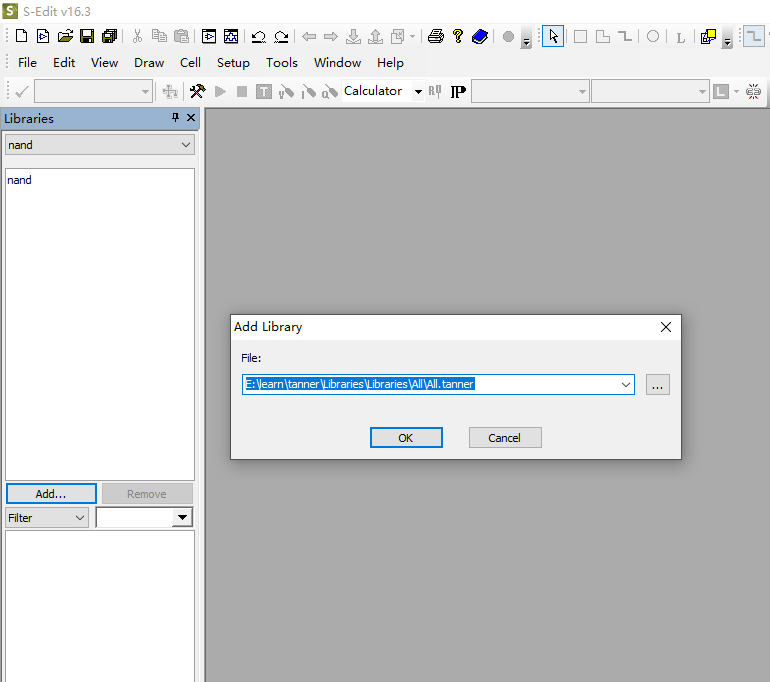 S-Edit v16.3
File Edit View Draw Cell Setup Tools Window Help
Calculator
Libraries
nand
nand
Add Library
File:
E:\learn\tanner\Libraries\Libraries\All\All.tanner
...
OK Cancel
Add... Remove
Filter